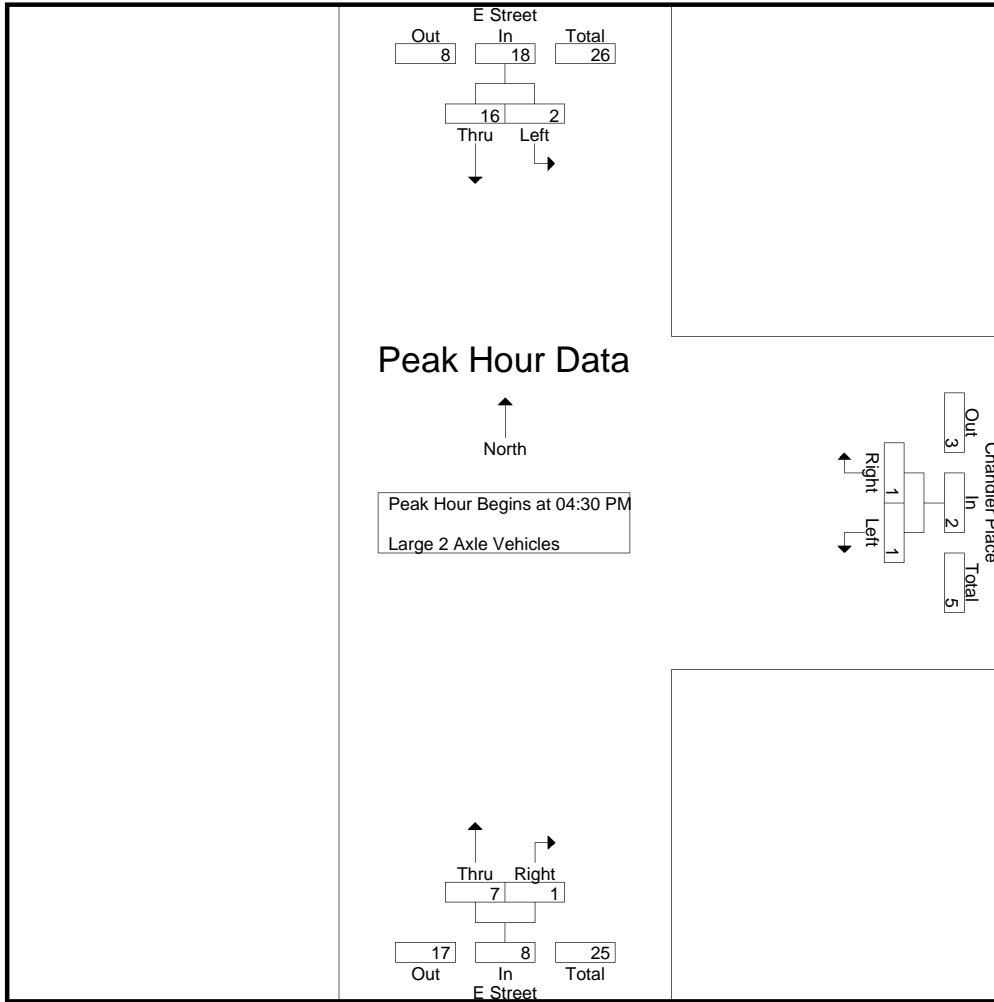 E Street
Out In Total
8 18 26
16 2
Thru Left
Peak Hour Data
North
Peak Hour Begins at 04:30 PM
Large 2 Axle Vehicles
Chandler Place
Out In Total
3 2 5
Right Left
1 1
Thru Right
7 1
17 8 25
Out In Total
E Street